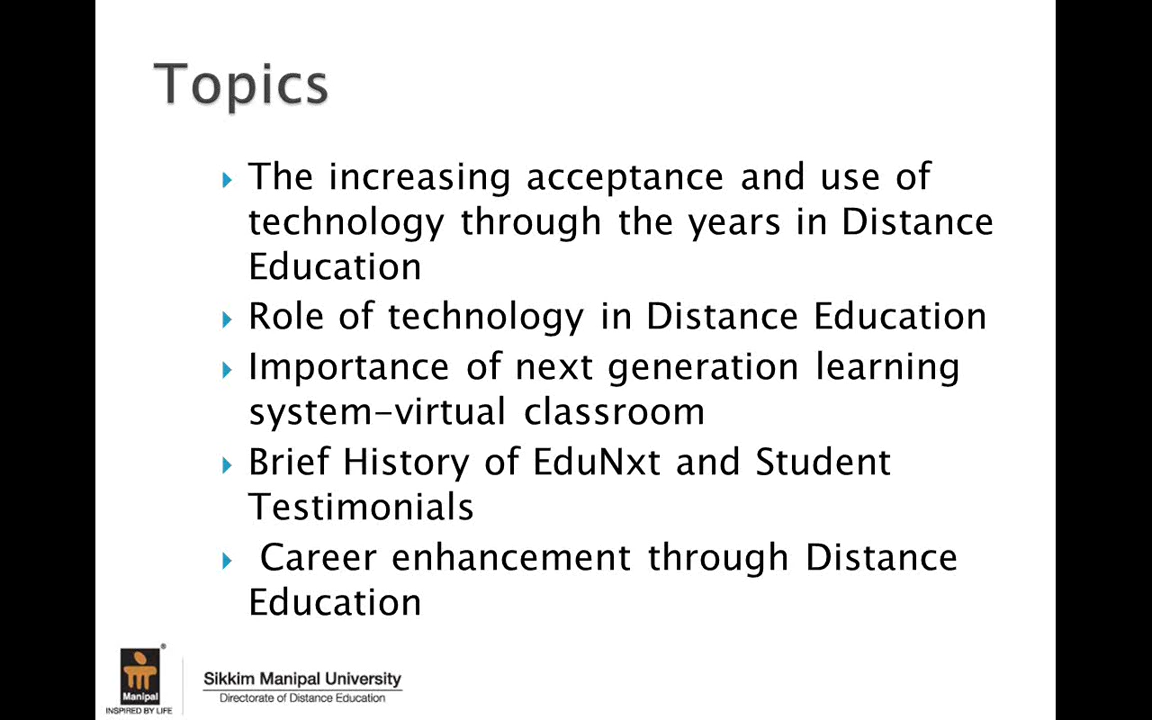 Topics
The increasing acceptance and use of
technology through the years in Distance
Education
Role of technology in Distance Education
Importance of next generation learning
system-virtual classroom
Brief History of EduNxt and Student
Testimonials
Career enhancement through Distance
Education
Manipal
INSPIRED BY LIFE
Sikkim Manipal University
Directorate of Distance Education